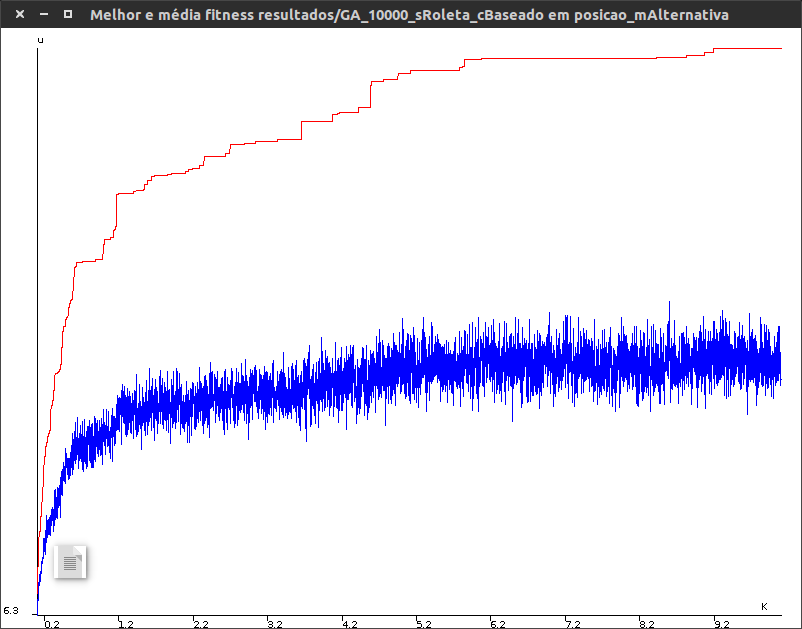 Melhor e média fitness resultados/GA_10000_sRoleta_cBaseado em posicao_mAlternativa
u
K
6.3
0.2 1.2 2.2 3.2 4.2 5.2 6.2 7.2 8.2 9.2